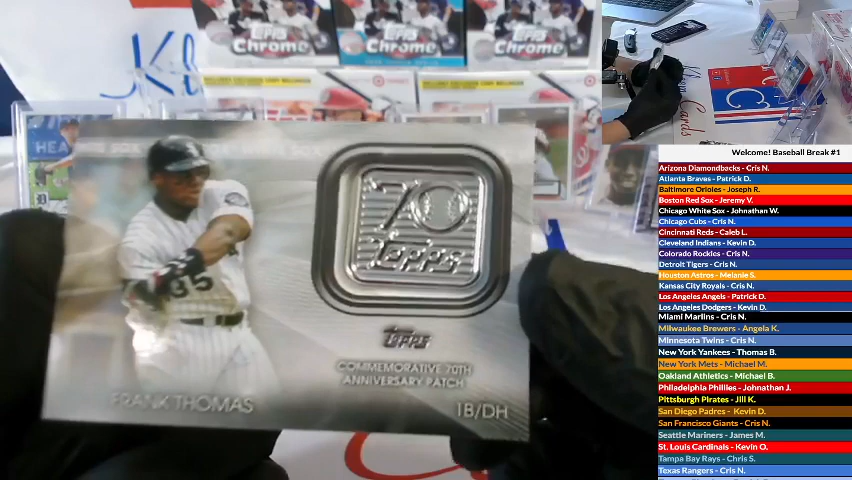 TOPPS
Chrome
TOPPS
Chrome
TOPPS
Chrome
HEA
35
70
TOPPS
TOPPS
COMMEMORATIVE 70TH
ANNIVERSARY PATCH
FRANK THOMAS
1B/DH
Cards
Welcome! Baseball Break #1
Arizona Diamondbacks - Cris N.
Atlanta Braves - Patrick D.
Baltimore Orioles - Joseph R.
Boston Red Sox - Jeremy V.
Chicago White Sox - Johnathan W.
Chicago Cubs - Cris N.
Cincinnati Reds - Caleb L.
Cleveland Indians - Kevin D.
Colorado Rockies - Cris N.
Detroit Tigers - Cris N.
Houston Astros - Melanie S.
Kansas City Royals - Cris N.
Los Angeles Angels - Patrick D.
Los Angeles Dodgers - Kevin D.
Miami Marlins - Cris N.
Milwaukee Brewers - Angela K.
Minnesota Twins - Cris N.
New York Yankees - Thomas B.
New York Mets - Michael M.
Oakland Athletics - Michael B.
Philadelphia Phillies - Johnathan J.
Pittsburgh Pirates - Jill K.
San Diego Padres - Kevin D.
San Francisco Giants - Cris N.
Seattle Mariners - James M.
St. Louis Cardinals - Kevin O.
Tampa Bay Rays - Chris S.
Texas Rangers - Cris N.